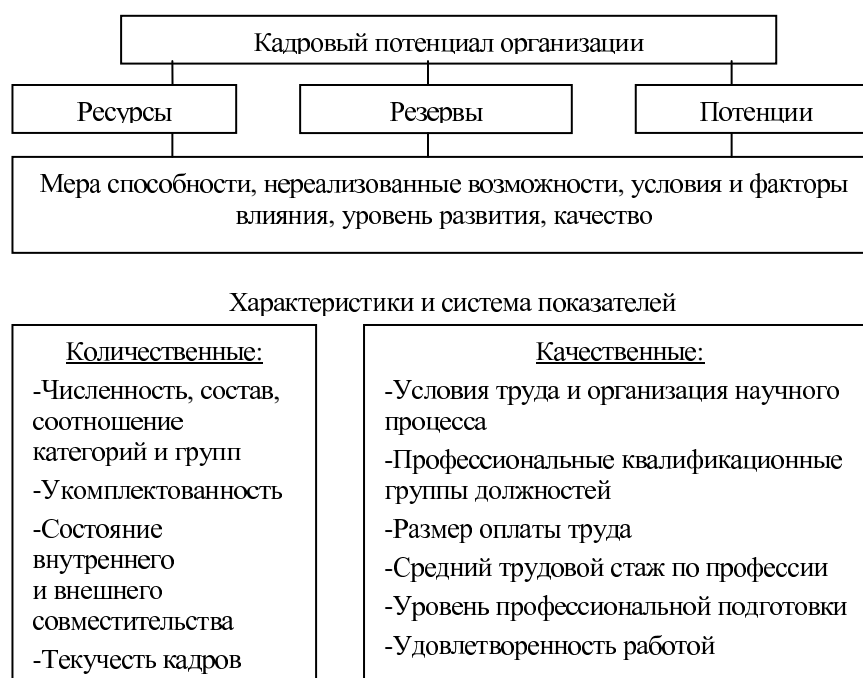 Кадровый потенциал организации
Ресурсы
Резервы
Потенции
Мера способности, нереализованные возможности, условия и факторы
влияния, уровень развития, качество
Характеристики и система показателей
Количественные:
-Численность, состав,
соотношение
категорий и групп
-Укомплектованность
-Состояние
внутреннего
и внешнего
совместительства
-Текучесть кадров
Качественные:
-Условия труда и организация научного
процесса
-Профессиональные квалификационные
группы должностей
-Размер оплаты труда
-Средний трудовой стаж по профессии
-Уровень профессиональной подготовки
-Удовлетворенность работой